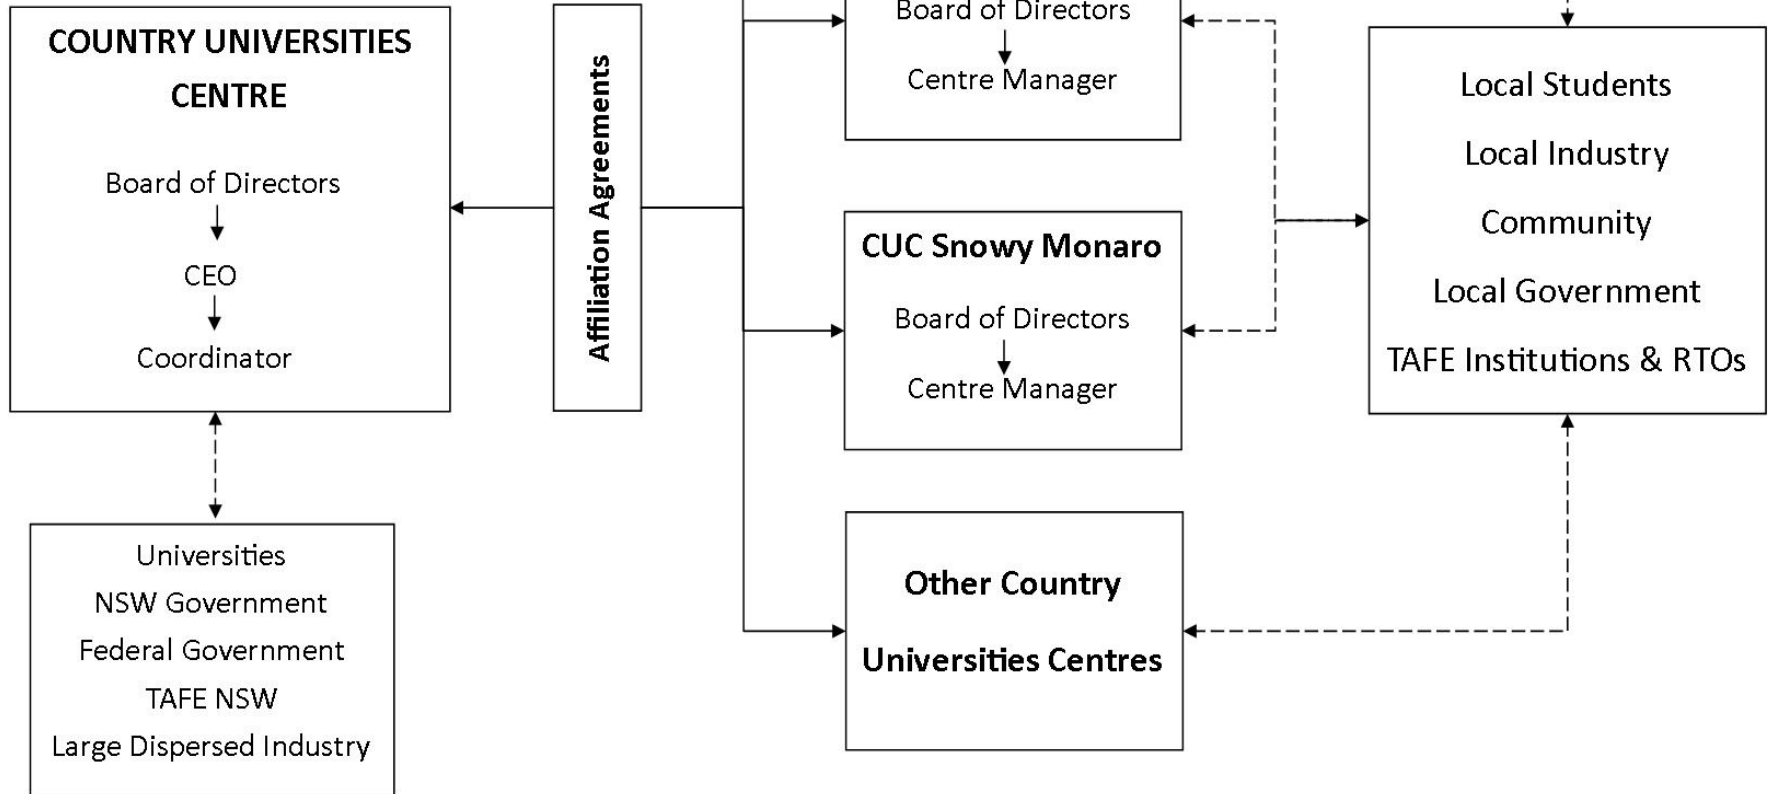 COUNTRY UNIVERSITIES
CENTRE
Board of Directors
CEO
Coordinator
Universities
NSW Government
Federal Government
TAFE NSW
Large Dispersed Industry
Affiliation Agreements
Board of Directors
Centre Manager
CUC Snowy Monaro
Board of Directors
Centre Manager
Other Country
Universities Centres
Local Students
Local Industry
Community
Local Government
TAFE Institutions & RTOs